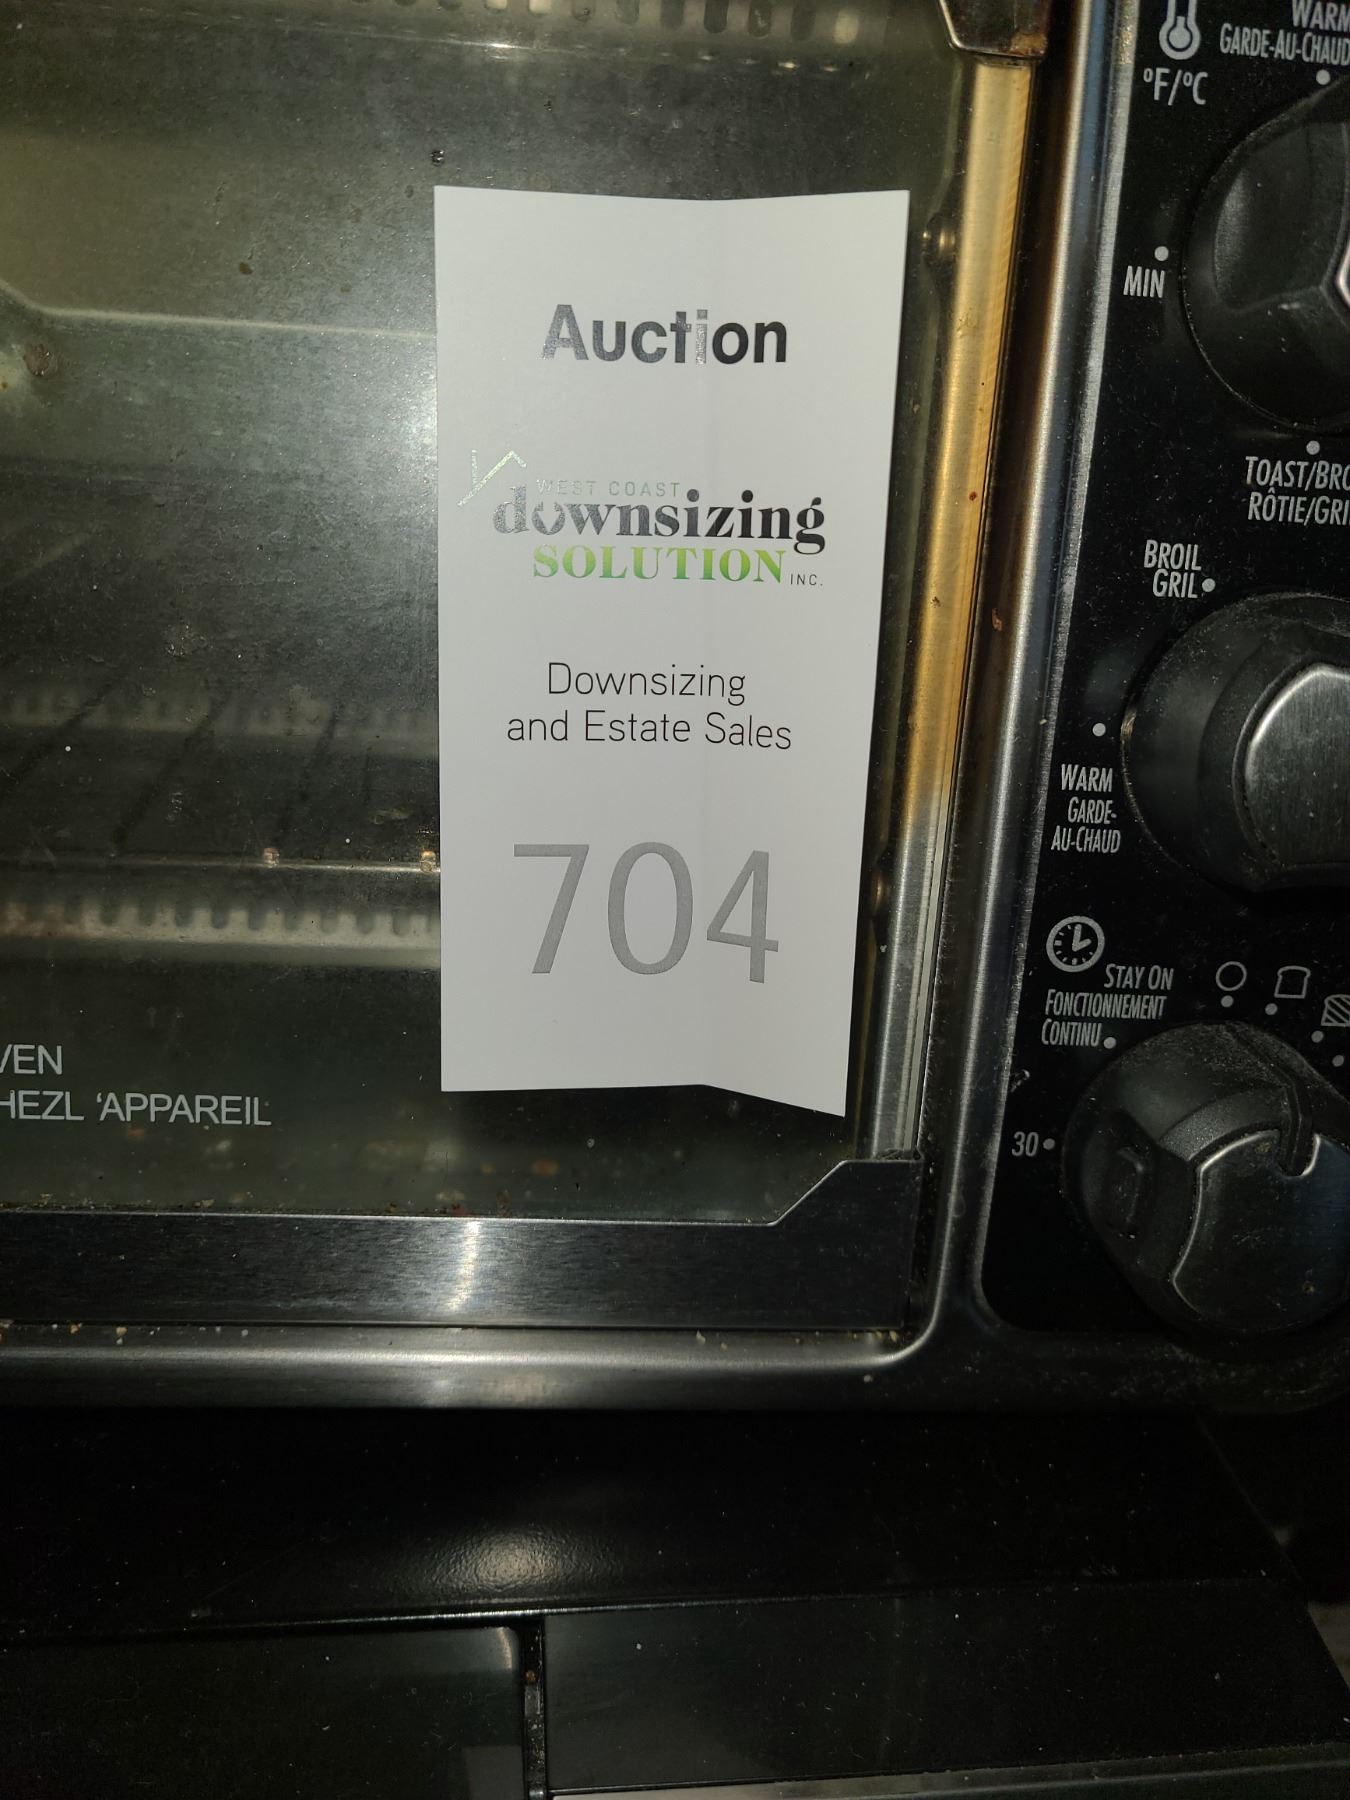 Auction
WEST COAST
downsizing
SOLUTION INC.
Downsizing
and Estate Sales
704
°F/°C
WARM
GARDE-AU-CHAUD
MIN
TOAST/BRO
RÔTIE/GRI
BROIL
GRIL
WARM
GARDE-
AU-CHAUD
STAY ON
FONCTIONNEMENT
CONTINU
30
VEN
HEZL 'APPAREIL